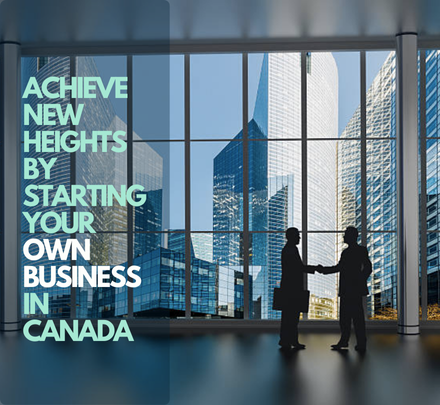 ACHIEVE
NEW
HEIGHTS
BY
STARTING
YOUR
OWN
BUSINESS
IN
CANADA